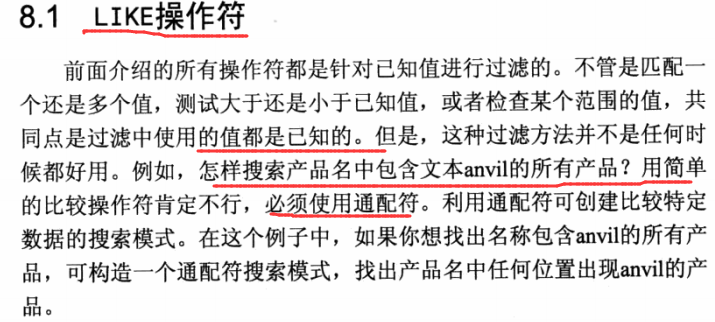 8.1 LIKE操作符
前面介绍的所有操作符都是针对已知值进行过滤的。不管是匹配一
个还是多个值，测试大于还是小于已知值，或者检查某个范围的值，共
同点是过滤中使用的值都是已知的。但是，这种过滤方法并不是任何时
候都好用。例如，怎样搜索产品名中包含文本anvil的所有产品？用简单
的比较操作符肯定不行，必须使用通配符。利用通配符可创建比较特定
数据的搜索模式。在这个例子中，如果你想找出名称包含anvil的所有产
品，可构造一个通配符搜索模式，找出产品名中任何位置出现anvil的产
品。